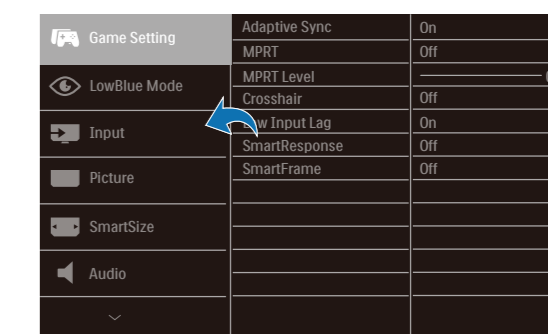 Game Setting
LowBlue Mode
Input
Picture
SmartSize
Audio
Adaptive Sync On
MPRT Off
MPRT Level
Crosshair Off
Input Lag On
SmartResponse Off
SmartFrame Off